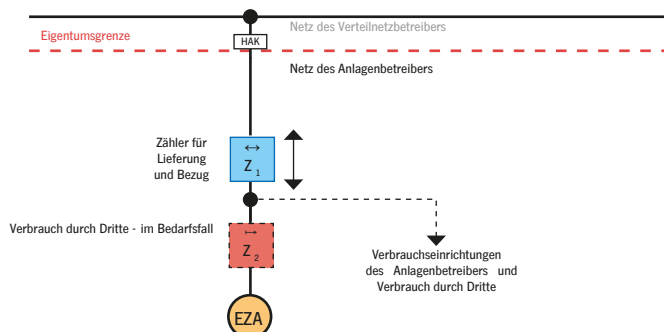 Netz des Verteilnetzbetreibers
Eigentumsgrenze
HAK
Netz des Anlagenbetreibers
Zähler für
Lieferung
und Bezug
↔
Z 1
Verbrauch durch Dritte - im Bedarfsfall
↔
Z 2
Verbrauchseinrichtungen
des Anlagenbetreibers und
Verbrauch durch Dritte
EZA